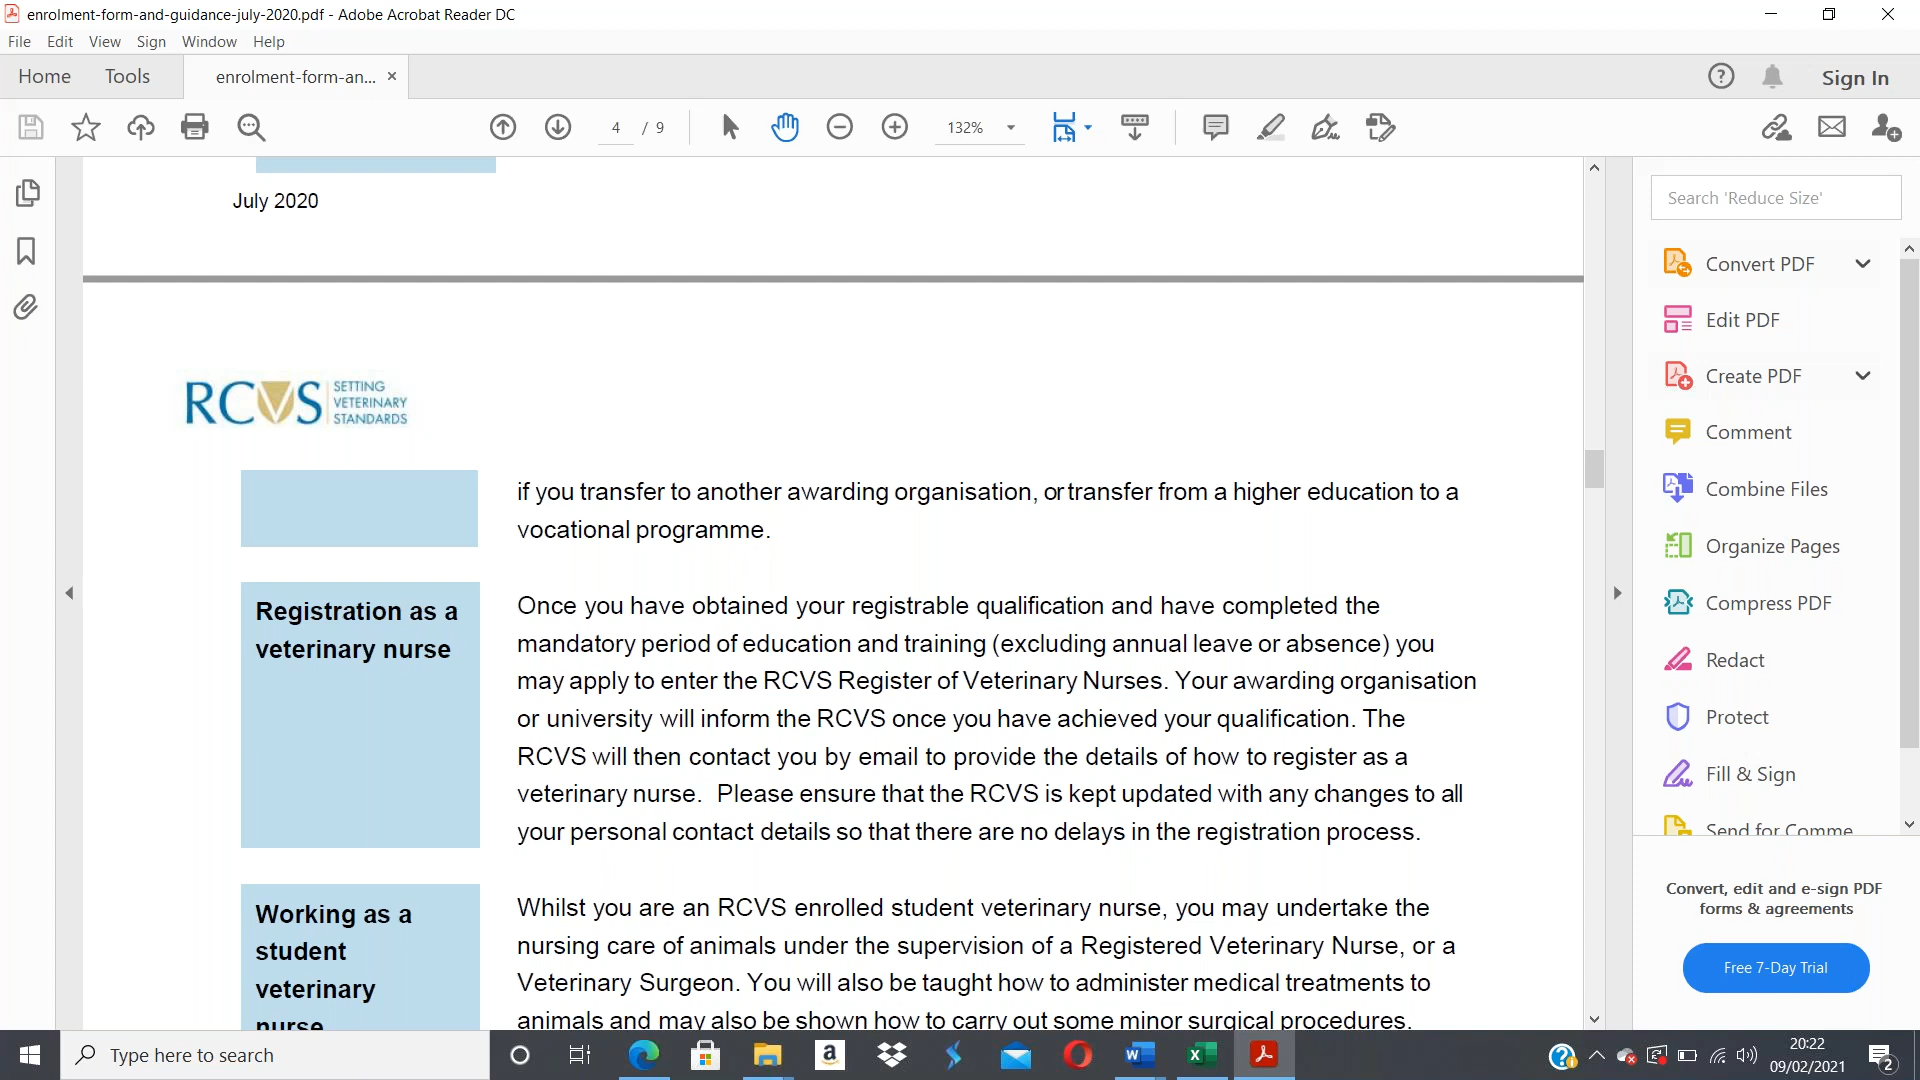 enrolment-form-and-guidance-july-2020.pdf - Adobe Acrobat Reader DC
File Edit View Sign Window Help
Home Tools enrolment-form-an... × Sign In
4 / 9 132%
July 2020
RCVS SETTING
VETERINARY
STANDARDS
if you transfer to another awarding organisation, or transfer from a higher education to a
vocational programme.
Registration as a
veterinary nurse
Once you have obtained your registrable qualification and have completed the
mandatory period of education and training (excluding annual leave or absence) you
may apply to enter the RCVS Register of Veterinary Nurses. Your awarding organisation
or university will inform the RCVS once you have achieved your qualification. The
RCVS will then contact you by email to provide the details of how to register as a
veterinary nurse. Please ensure that the RCVS is kept updated with any changes to all
your personal contact details so that there are no delays in the registration process.
Working as a
student
veterinary
nurse
Whilst you are an RCVS enrolled student veterinary nurse, you may undertake the
nursing care of animals under the supervision of a Registered Veterinary Nurse, or a
Veterinary Surgeon. You will also be taught how to administer medical treatments to
animals and may also be shown how to carry out some minor surgical procedures.
Search 'Reduce Size'
Convert PDF
Edit PDF
Create PDF
Comment
Combine Files
Organize Pages
Compress PDF
Redact
Protect
Fill & Sign
Send for Comme
Convert, edit and e-sign PDF
forms & agreements
Free 7-Day Trial
Type here to search
20:22
09/02/2021
2